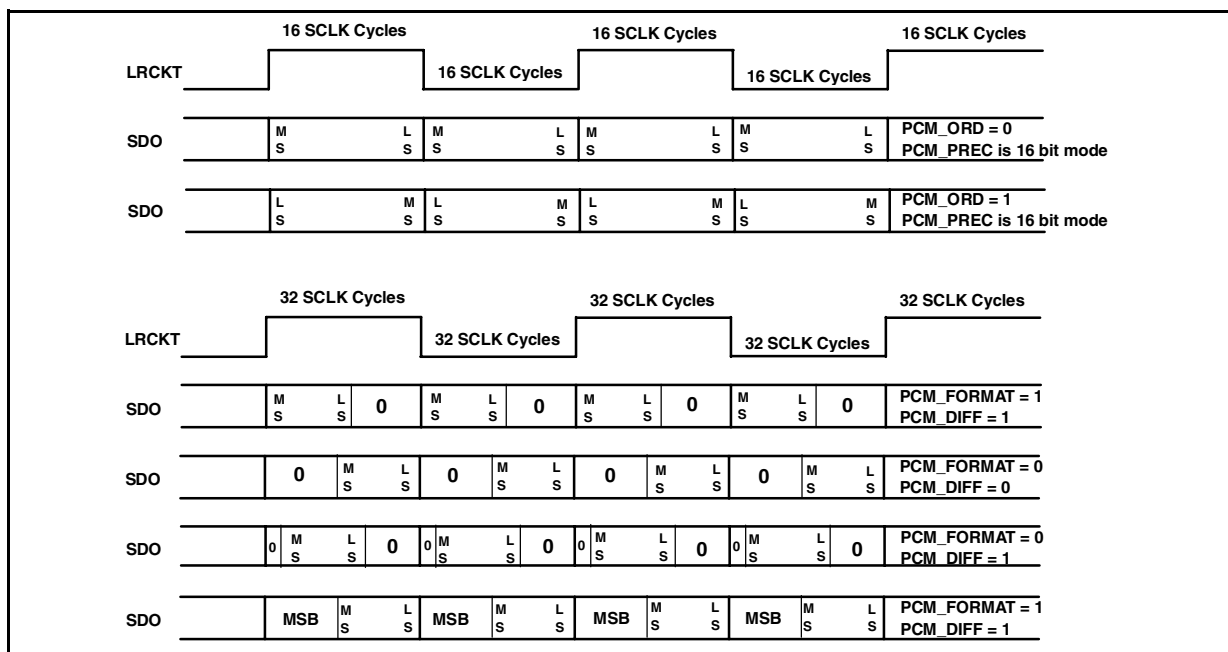 16 SCLK Cycles 16 SCLK Cycles 16 SCLK Cycles
LRCKT 16 SCLK Cycles 16 SCLK Cycles
SDO M S L S M S L S M S L S M S L S PCM_ORD = 0
PCM_PREC is 16 bit mode
SDO L S M S L S M S L S M S L S M S PCM_ORD = 1
PCM_PREC is 16 bit mode
32 SCLK Cycles 32 SCLK Cycles 32 SCLK Cycles
LRCKT 32 SCLK Cycles 32 SCLK Cycles
SDO M S L S 0 M S L S 0 M S L S 0 M S L S 0 PCM_FORMAT = 1
PCM_DIFF = 1
SDO 0 M S L S 0 M S L S 0 M S L S 0 M S L S PCM_FORMAT = 0
PCM_DIFF = 0
SDO 0 M S L S 0 0 M S L S 0 0 M S L S 0 0 M S L S 0 PCM_FORMAT = 0
PCM_DIFF = 1
SDO MSB M S L S MSB M S L S MSB M S L S MSB M S L S PCM_FORMAT = 1
PCM_DIFF = 1